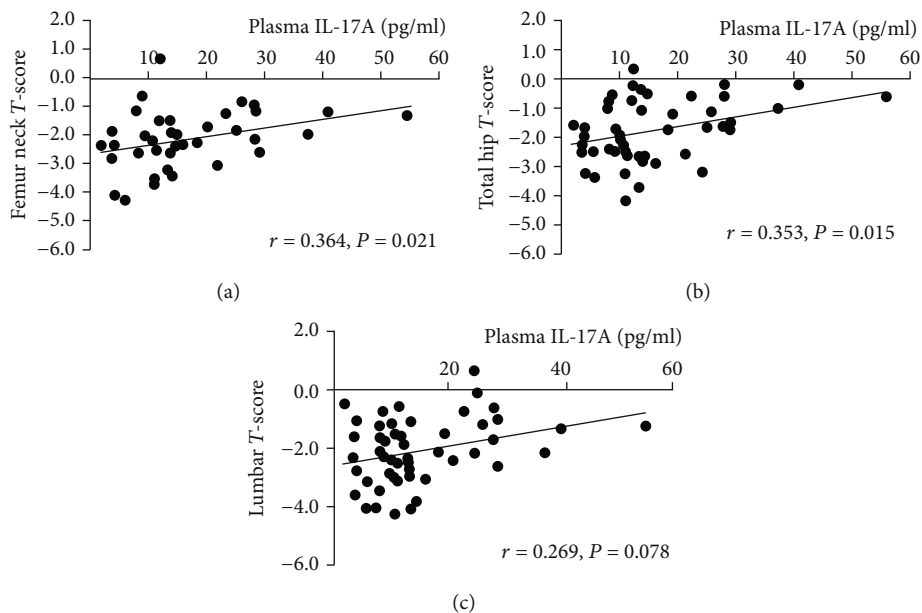 Plasma IL-17A (pg/ml)
2.0
1.0
0.0
−1.0
−2.0
−3.0
−4.0
−5.0
−6.0
10 20 30 40 50 60
Femur neck T-score
r = 0.364, P = 0.021
(a)
Plasma IL-17A (pg/ml)
2.0
1.0
0.0
−1.0
−2.0
−3.0
−4.0
−5.0
−6.0
10 20 30 40 50 60
Total hip T-score
r = 0.353, P = 0.015
(b)
Plasma IL-17A (pg/ml)
2.0
0.0
−2.0
−4.0
−6.0
20 40 60
Lumbar T-score
r = 0.269, P = 0.078
(c)